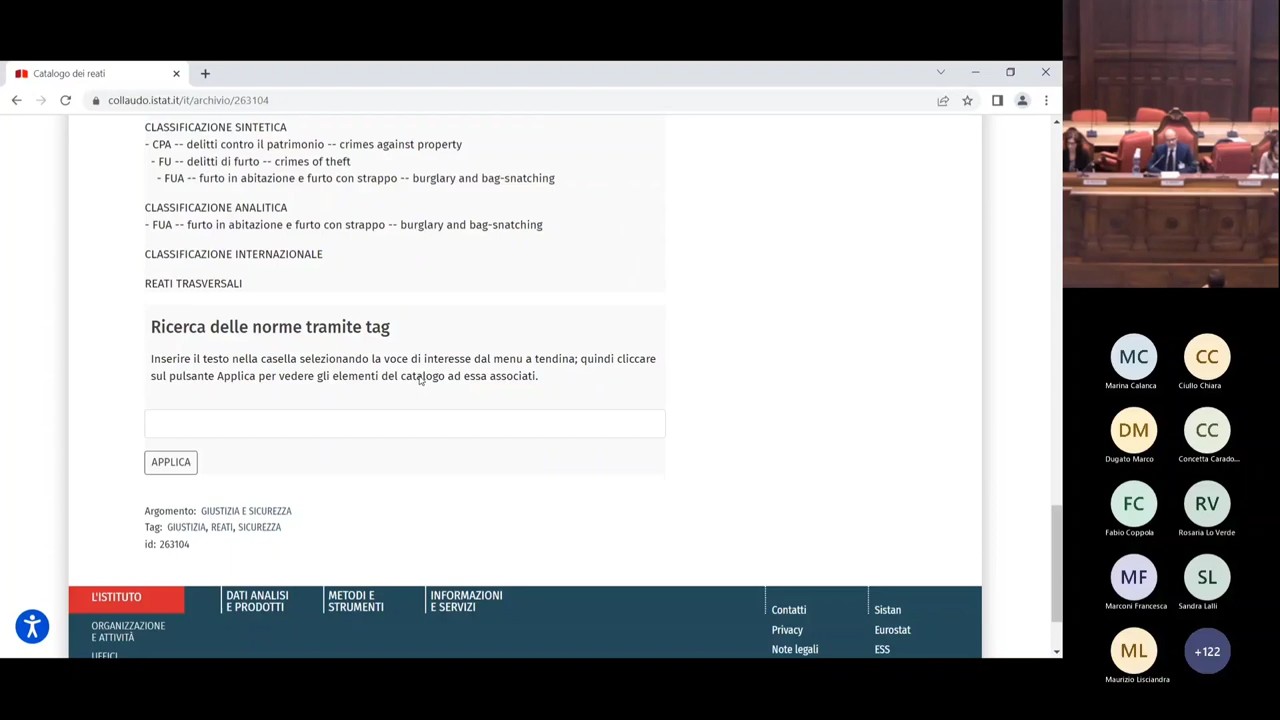 Catalogo dei reati
collaudo.istat.it/it/archivio/263104
CLASSIFICAZIONE SINTETICA
- CPA -- delitti contro il patrimonio -- crimes against property
- FU -- delitti di furto -- crimes of theft
- FUA -- furto in abitazione e furto con strappo -- burglary and bag-snatching
CLASSIFICAZIONE ANALITICA
- FUA -- furto in abitazione e furto con strappo -- burglary and bag-snatching
CLASSIFICAZIONE INTERNAZIONALE
REATI TRASVERSALI
Ricerca delle norme tramite tag
Inserire il testo nella casella selezionando la voce di interesse dal menu a tendina; quindi cliccare
sul pulsante Applica per vedere gli elementi del catalogo ad essa associati.
APPLICA
Argomento: GIUSTIZIA E SICUREZZA
Tag: GIUSTIZIA, REATI, SICUREZZA
id: 263104
L'ISTITUTO
ORGANIZZAZIONE
E ATTIVITÀ
UFFICI
DATI ANALISI
E PRODOTTI
METODI E
STRUMENTI
INFORMAZIONI
E SERVIZI
Contatti
Privacy
Note legali
Sistan
Eurostat
ESS
MC
Marina Calanca
CC
Ciullo Chiara
DM
Dugato Marco
CC
Concetta Carado...
FC
Fabio Coppola
RV
Rosaria Lo Verde
MF
Marconi Francesca
SL
Sandra Lalli
ML
Maurizio Lisciandra
+122